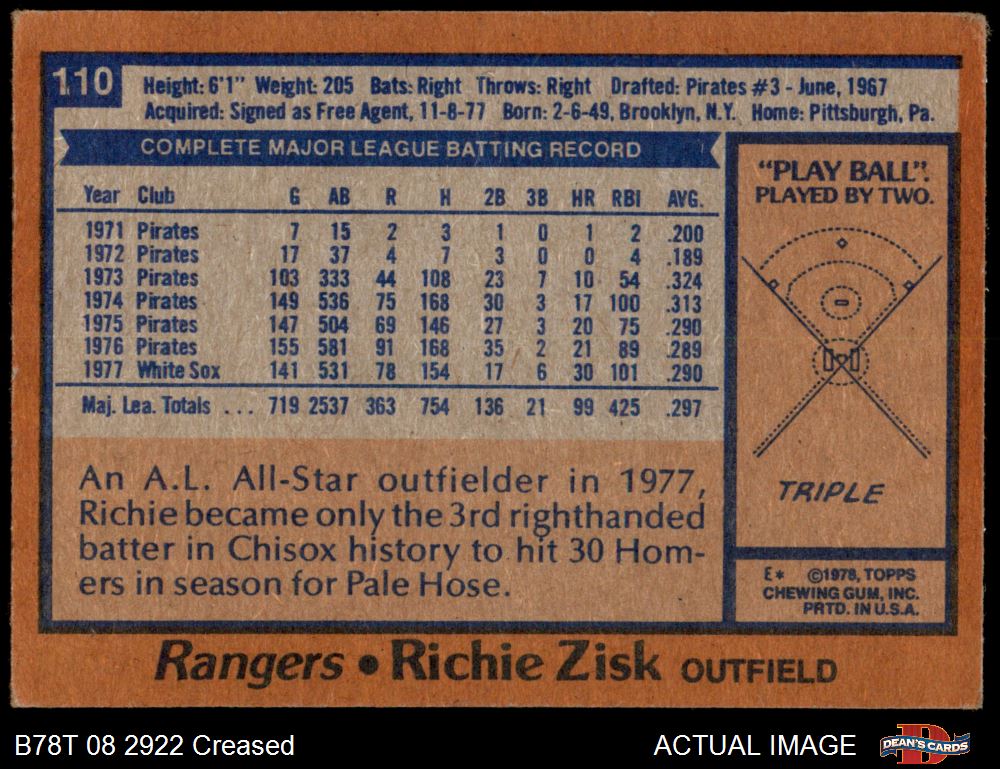 110
Height: 6'1" Weight: 205 Bats: Right Throws: Right Drafted: Pirates #3 - June, 1967
Acquired: Signed as Free Agent, 11-8-77 Born: 2-6-49, Brooklyn, N.Y. Home: Pittsburgh, Pa.
COMPLETE MAJOR LEAGUE BATTING RECORD
Year Club G AB R H 2B 3B HR RBI AVG.
1971 Pirates 7 15 2 3 1 0 1 2 .200
1972 Pirates 17 37 4 7 3 0 0 4 .189
1973 Pirates 103 333 44 108 23 7 10 54 .324
1974 Pirates 149 536 75 168 30 3 17 100 .313
1975 Pirates 147 504 69 146 27 3 20 75 .290
1976 Pirates 155 581 91 168 35 2 21 89 .289
1977 White Sox 141 531 78 154 17 6 30 101 .290
Maj. Lea. Totals ... 719 2537 363 754 136 21 99 425 .297
An A.L. All-Star outfielder in 1977,
Richie became only the 3rd righthanded
batter in Chisox history to hit 30 Hom-
ers in season for Pale Hose.
"PLAY BALL".
PLAYED BY TWO.
TRIPLE
E* ©1978, TOPPS
CHEWING GUM, INC.
PRTD. IN U.S.A.
Rangers • Richie Zisk OUTFIELD
B78T 08 2922 Creased
ACTUAL IMAGE
DEAN'S CARDS